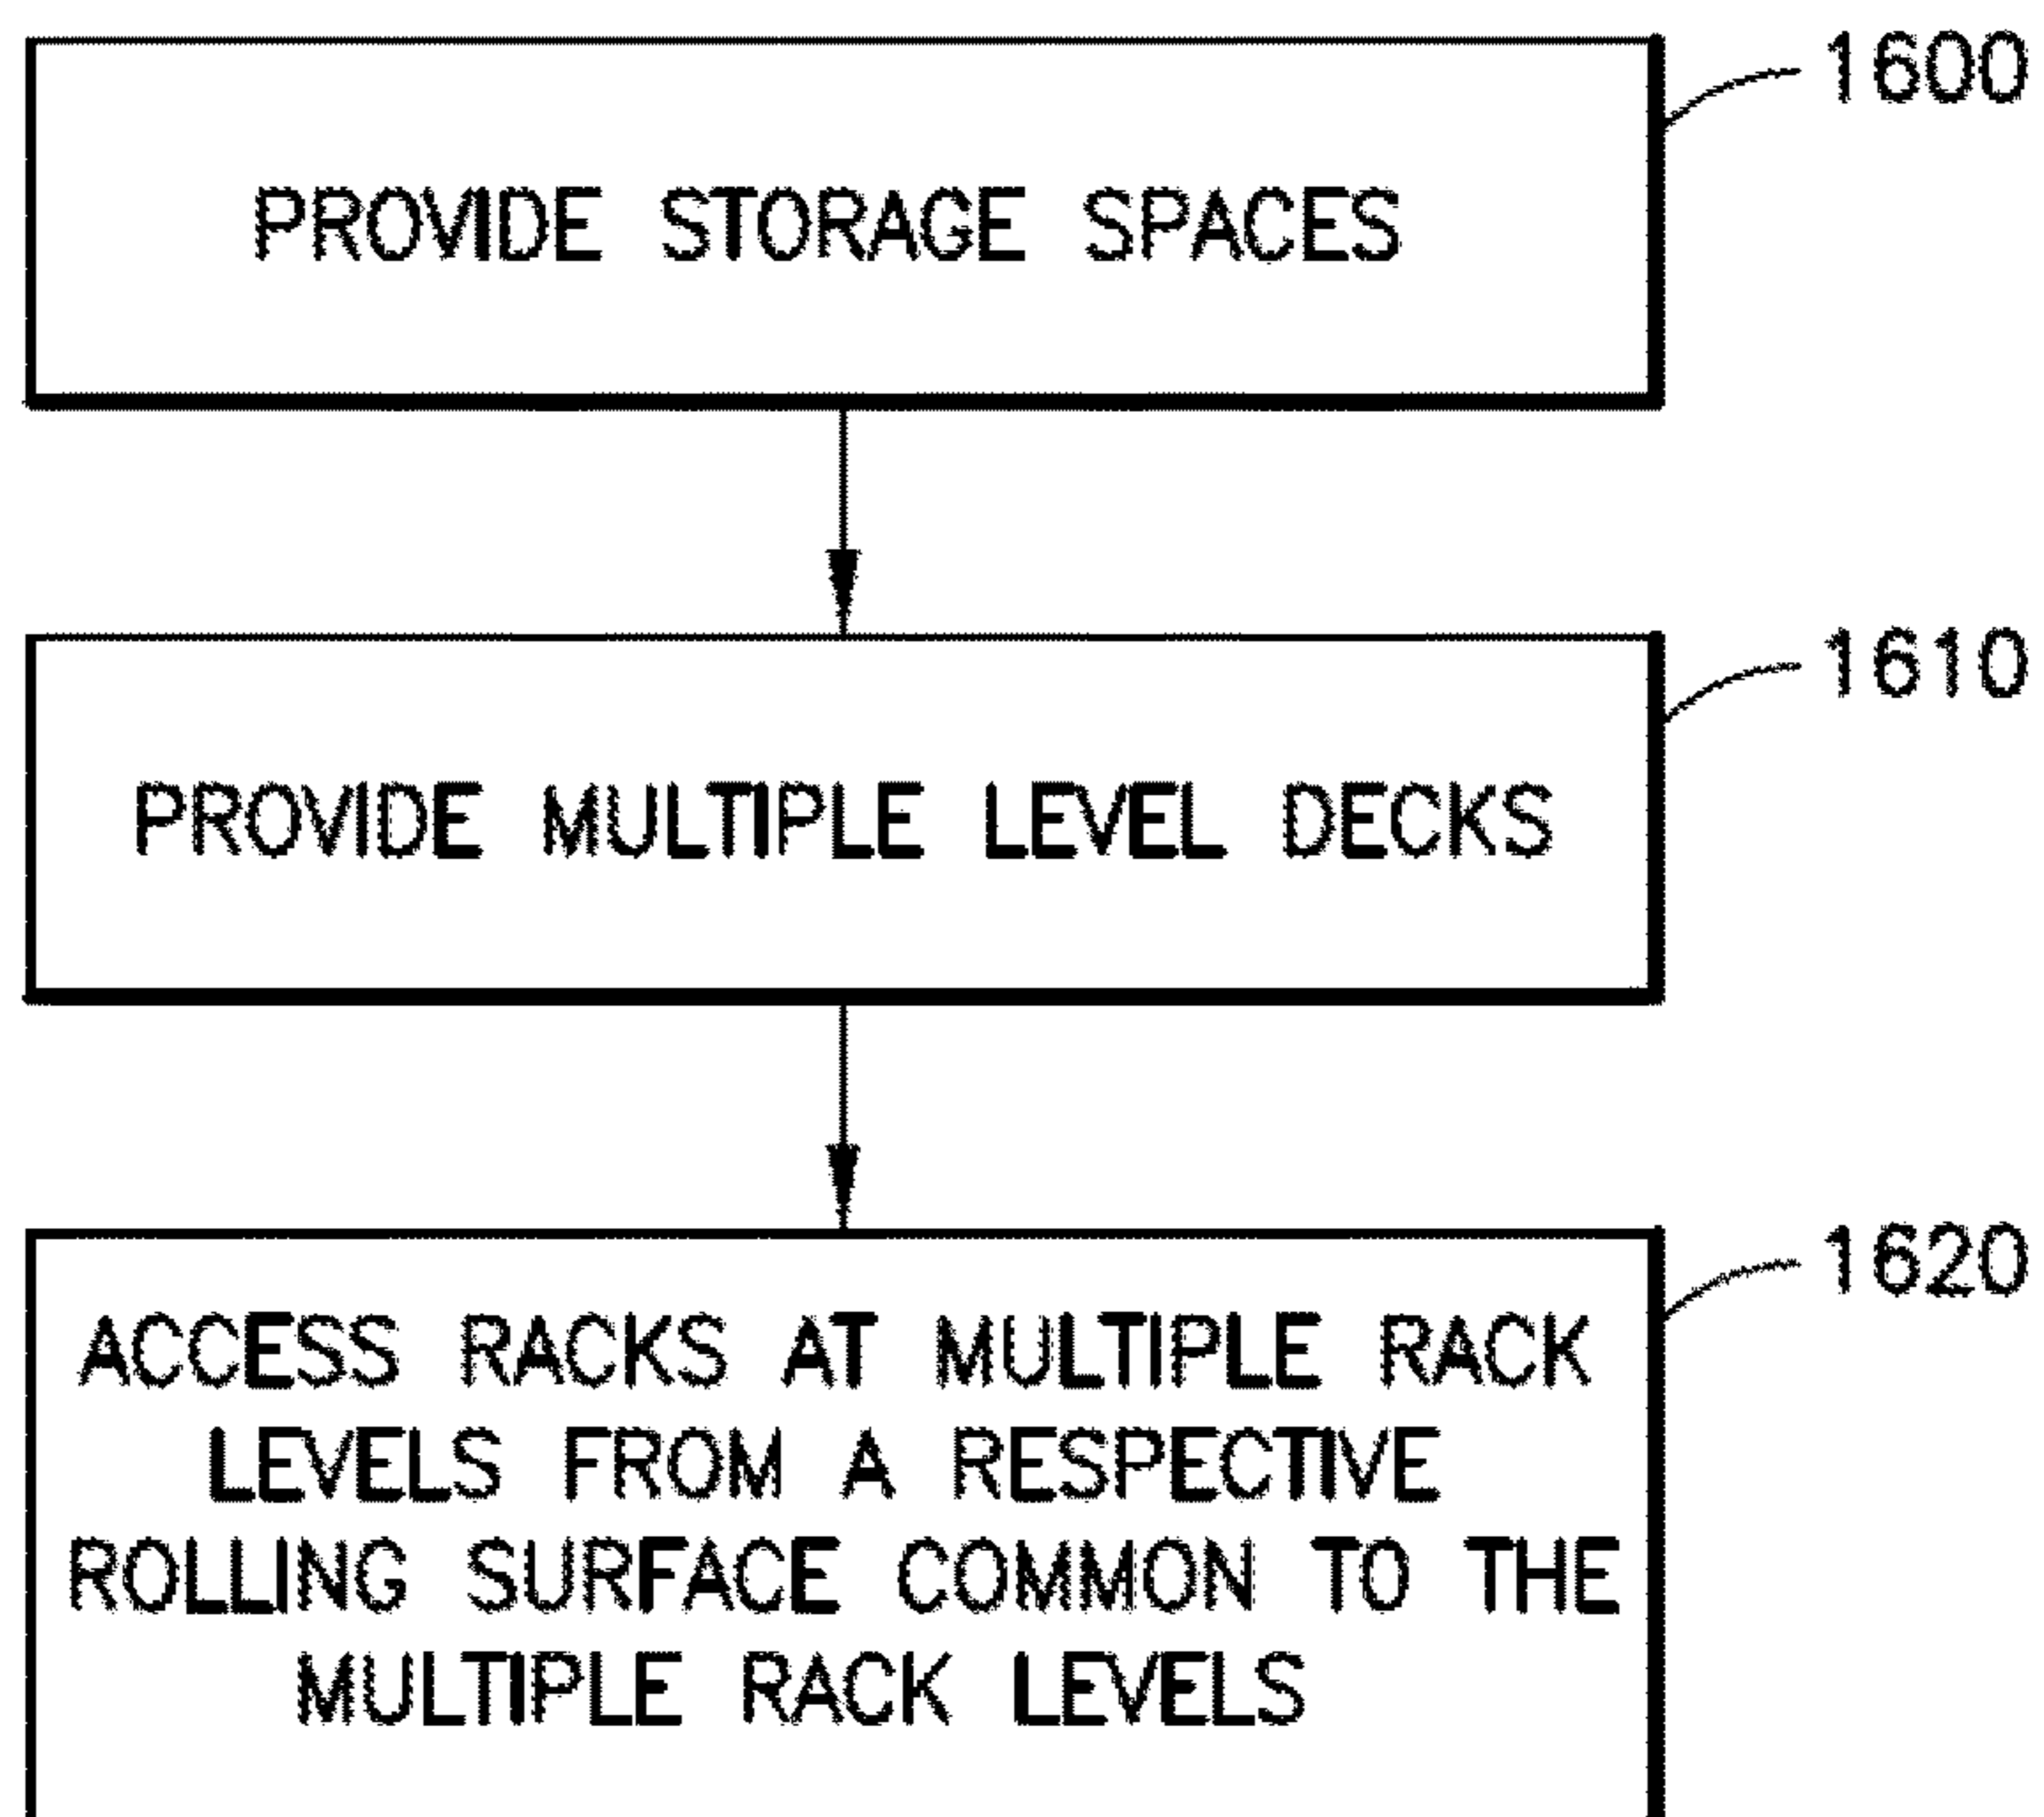 1600
PROVIDE STORAGE SPACES
1610
PROVIDE MULTIPLE LEVEL DECKS
1620
ACCESS RACKS AT MULTIPLE RACK
LEVELS FROM A RESPECTIVE
ROLLING SURFACE COMMON TO THE
MULTIPLE RACK LEVELS